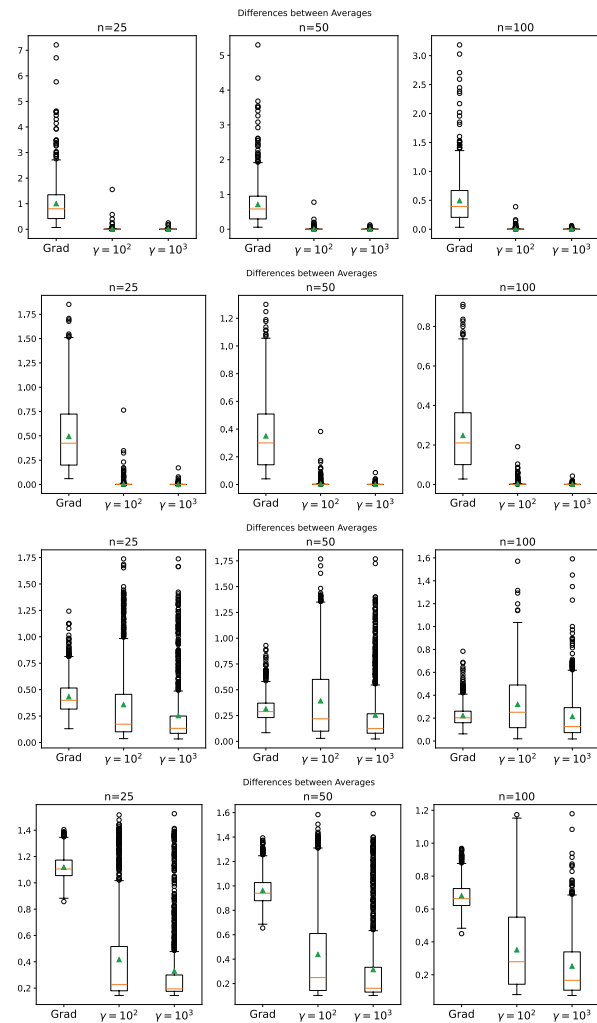 Differences between Averages
n=25
7
6
5
4
3
2
1
0
Grad
γ = 10²
γ = 10³
n=50
5
4
3
2
1
0
Grad
γ = 10²
γ = 10³
n=100
3.0
2.5
2.0
1.5
1.0
0.5
0.0
Grad
γ = 10²
γ = 10³
Differences between Averages
n=25
1.75
1.50
1.25
1.00
0.75
0.50
0.25
0.00
Grad
γ = 10²
γ = 10³
n=50
1.2
1.0
0.8
0.6
0.4
0.2
0.0
Grad
γ = 10²
γ = 10³
n=100
0.8
0.6
0.4
0.2
0.0
Grad
γ = 10²
γ = 10³
Differences between Averages
n=25
1.75
1.50
1.25
1.00
0.75
0.50
0.25
0.00
Grad
γ = 10²
γ = 10³
n=50
1.75
1.50
1.25
1.00
0.75
0.50
0.25
0.00
Grad
γ = 10²
γ = 10³
n=100
1.6
1.4
1.2
1.0
0.8
0.6
0.4
0.2
0.0
Grad
γ = 10²
γ = 10³
Differences between Averages
n=25
1.4
1.2
1.0
0.8
0.6
0.4
0.2
Grad
γ = 10²
γ = 10³
n=50
1.6
1.4
1.2
1.0
0.8
0.6
0.4
0.2
Grad
γ = 10²
γ = 10³
n=100
1.2
1.0
0.8
0.6
0.4
0.2
Grad
γ = 10²
γ = 10³